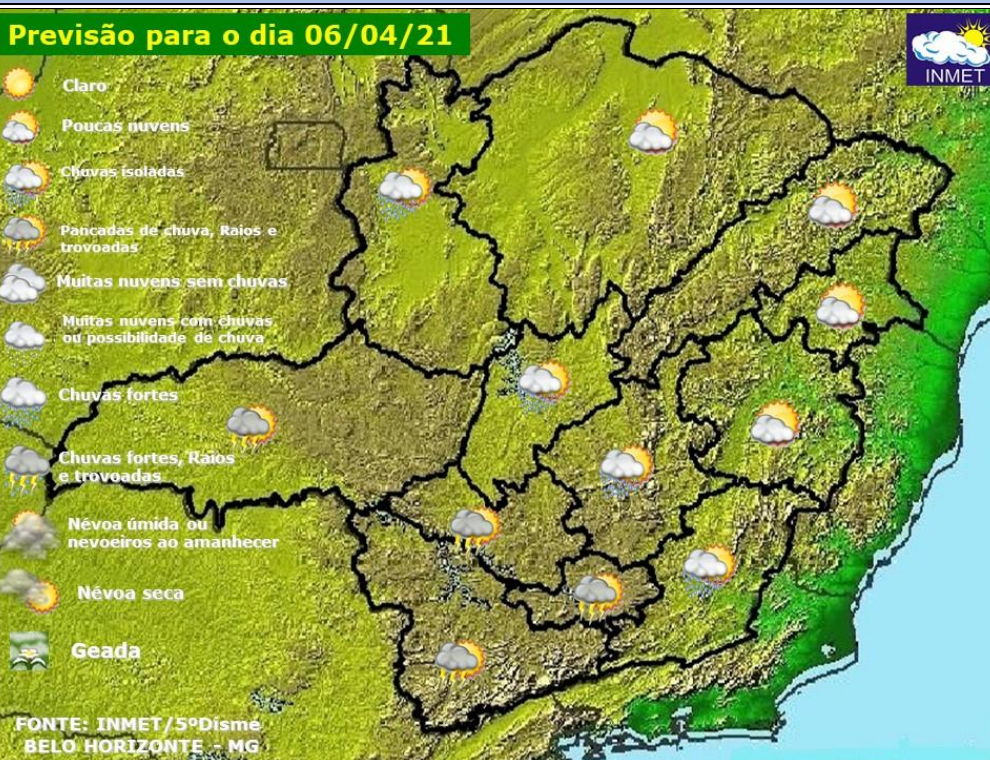 Previsão para o dia 06/04/21
INMET
Claro
Poucas nuvens
Chuvas isoladas
Pancadas de chuva, Raios e
trovoadas
Muitas nuvens sem chuvas
Muitas nuvens com chuvas
ou possibilidade de chuva
Chuvas fortes
Chuvas fortes, Raios
e trovoadas
Névoa úmida ou
nevoeiros ao amanhecer
Névoa seca
Geada
FONTE: INMET/5ºDisme
BELO HORIZONTE - MG